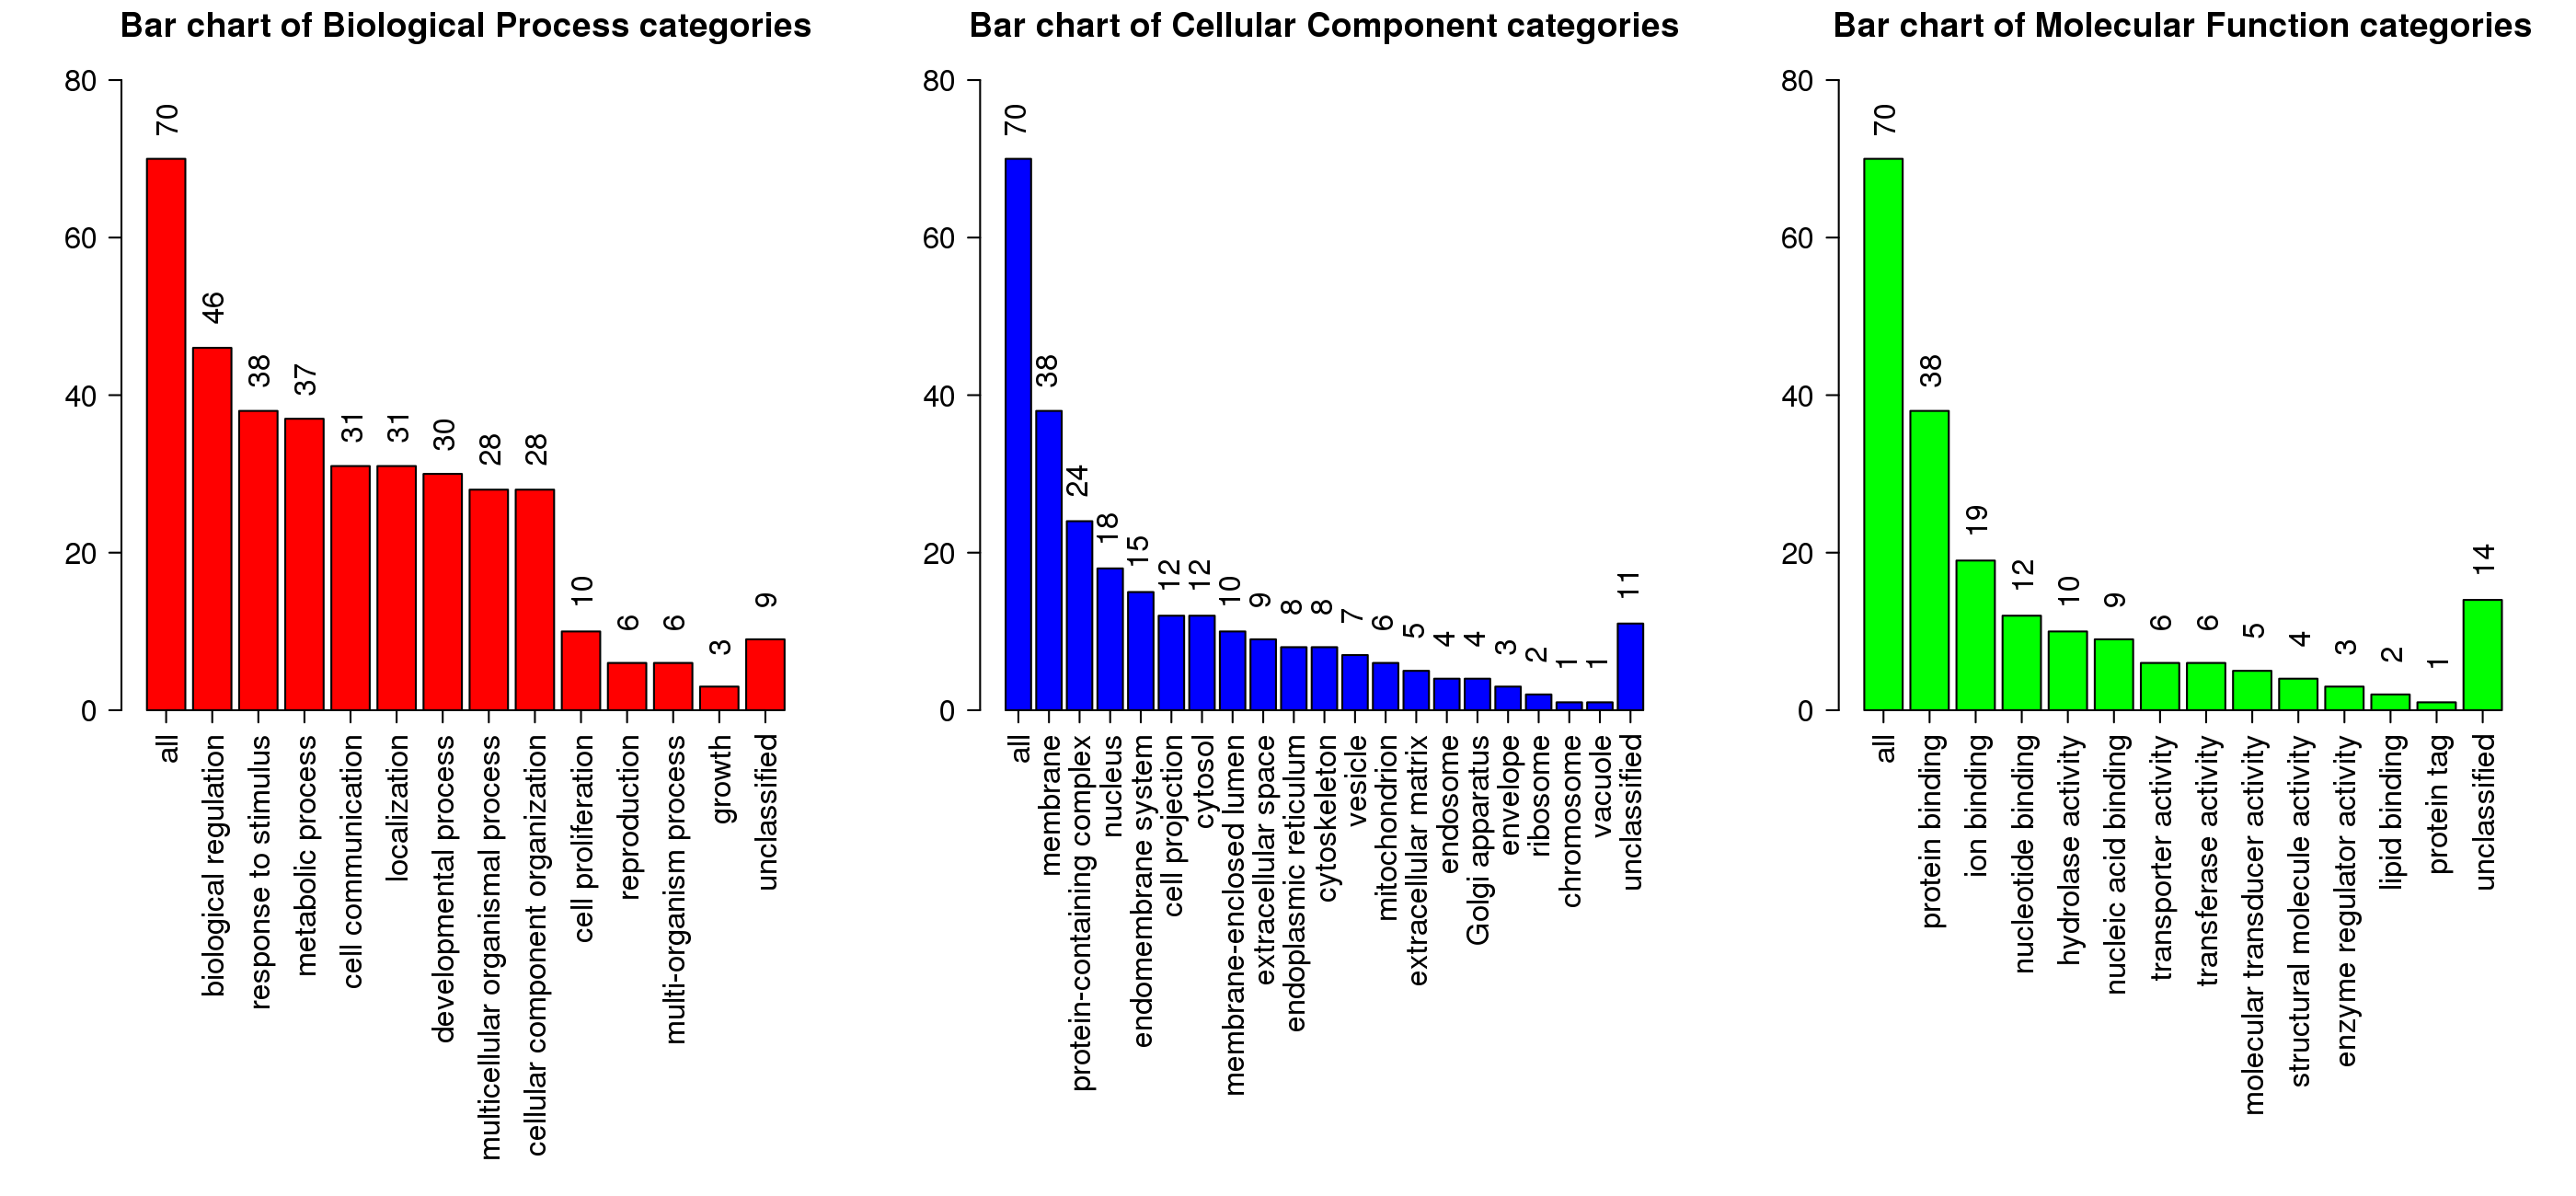 Bar chart of Biological Process categories
80
60
40
20
0
70
46
38
37
31
31
30
28
28
10
6
6
3
9
all
biological regulation
response to stimulus
metabolic process
cell communication
localization
developmental process
multicellular organismal process
cellular component organization
cell proliferation
reproduction
multi-organism process
growth
unclassified
Bar chart of Cellular Component categories
80
60
40
20
0
70
38
24
18
15
12
12
10
9
8
8
7
6
5
4
4
3
2
1
1
11
all
membrane
protein-containing complex
nucleus
endomembrane system
cell projection
cytosol
membrane-enclosed lumen
extracellular space
endoplasmic reticulum
cytoskeleton
vesicle
mitochondrion
extracellular matrix
endosome
Golgi apparatus
envelope
ribosome
chromosome
vacuole
unclassified
Bar chart of Molecular Function categories
80
60
40
20
0
70
38
19
12
10
9
6
6
5
4
3
2
1
14
all
protein binding
ion binding
nucleotide binding
hydrolase activity
nucleic acid binding
transporter activity
transferase activity
molecular transducer activity
structural molecule activity
enzyme regulator activity
lipid binding
protein tag
unclassified